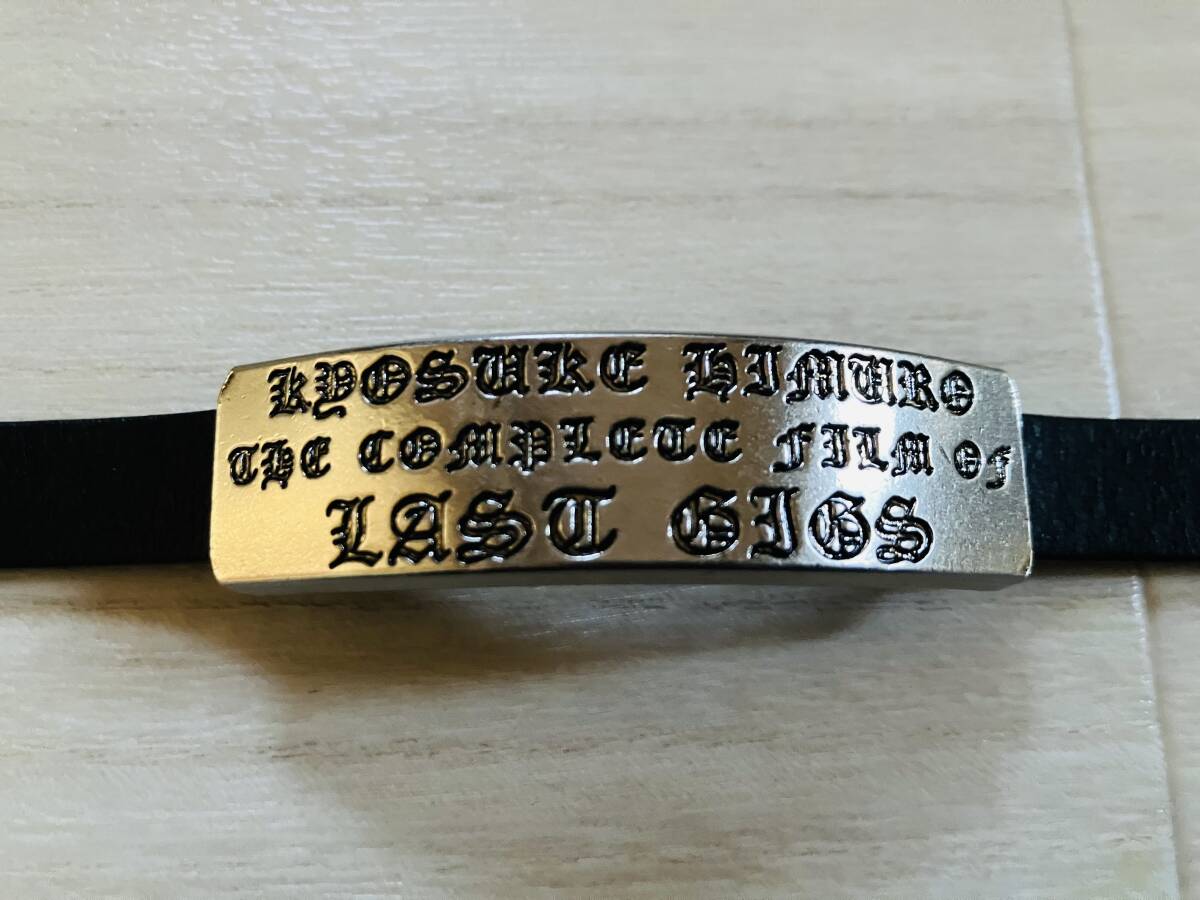 KYOSUKE HIMURO
THE COMPLETE FILM Of
LAST GIGS